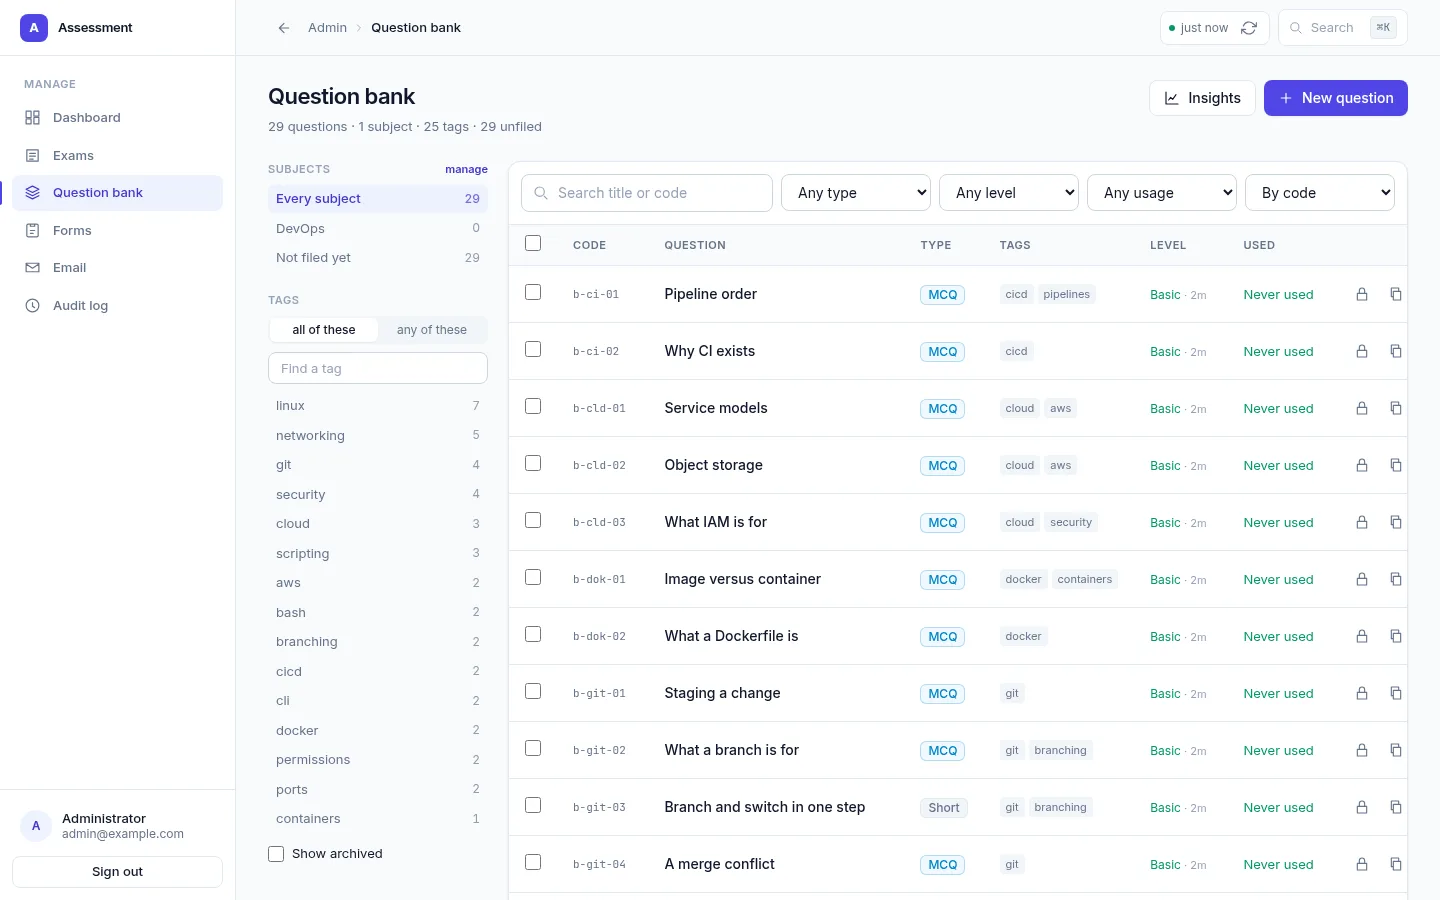 A Assessment
MANAGE
Dashboard
Exams
Question bank
Forms
Email
Audit log
A Administrator
admin@example.com
Sign out
Admin › Question bank
just now
Search ⌘K
Question bank
29 questions · 1 subject · 25 tags · 29 unfiled
Insights
New question
SUBJECTS manage
Every subject 29
DevOps 0
Not filed yet 29
TAGS
all of these any of these
Find a tag
linux 7
networking 5
git 4
security 4
cloud 3
scripting 3
aws 2
bash 2
branching 2
cicd 2
cli 2
docker 2
permissions 2
ports 2
containers 1
Show archived
Search title or code Any type Any level Any usage By code
CODE QUESTION TYPE TAGS LEVEL USED
b-ci-01 Pipeline order MCQ cicd pipelines Basic · 2m Never used
b-ci-02 Why CI exists MCQ cicd Basic · 2m Never used
b-cld-01 Service models MCQ cloud aws Basic · 2m Never used
b-cld-02 Object storage MCQ cloud aws Basic · 2m Never used
b-cld-03 What IAM is for MCQ cloud security Basic · 2m Never used
b-dok-01 Image versus container MCQ docker containers Basic · 2m Never used
b-dok-02 What a Dockerfile is MCQ docker Basic · 2m Never used
b-git-01 Staging a change MCQ git Basic · 2m Never used
b-git-02 What a branch is for MCQ git branching Basic · 2m Never used
b-git-03 Branch and switch in one step Short git branching Basic · 2m Never used
b-git-04 A merge conflict MCQ git Basic · 2m Never used